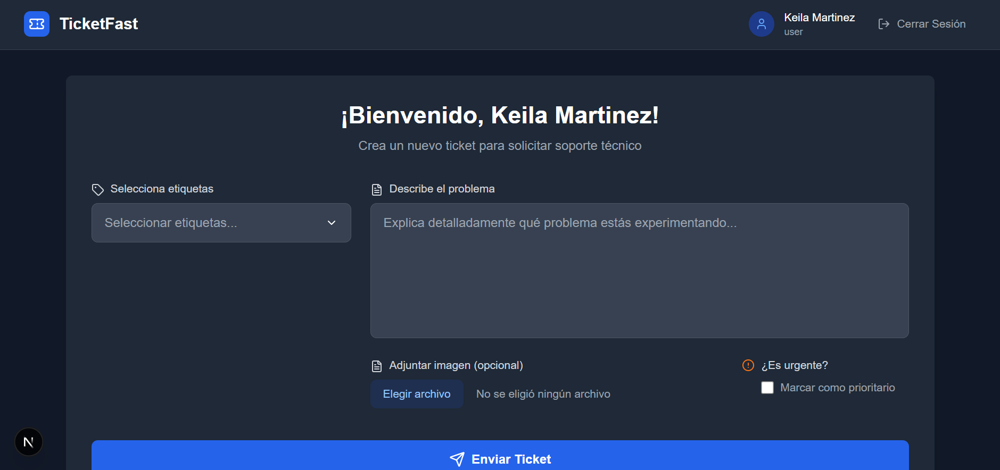 TicketFast
Keila Martinez
user
Cerrar Sesión
¡Bienvenido, Keila Martinez!
Crea un nuevo ticket para solicitar soporte técnico
Selecciona etiquetas
Seleccionar etiquetas...
Describe el problema
Explica detalladamente qué problema estás experimentando...
Adjuntar imagen (opcional)
Elegir archivo No se eligió ningún archivo
¿Es urgente?
Marcar como prioritario
N
Enviar Ticket